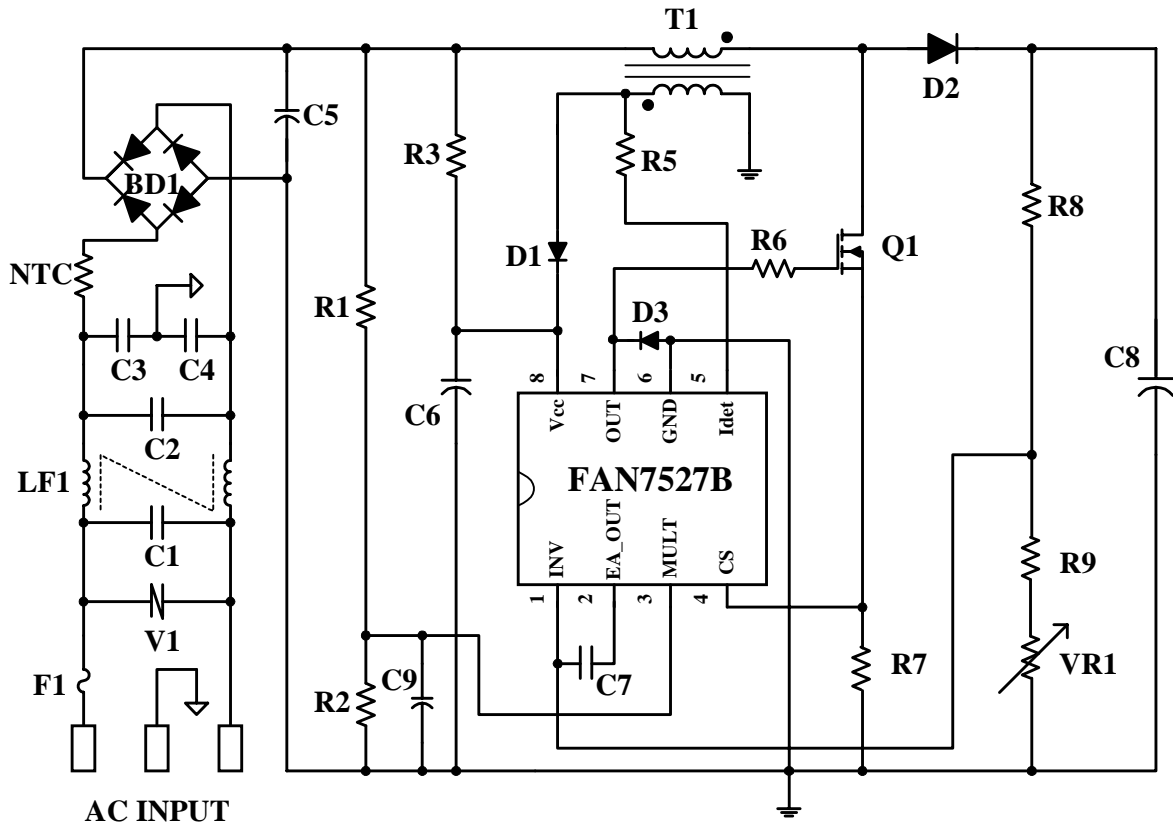 T1
D2
C5
R3
R5
BD1
R8
R6
Q1
NTC
D1
D3
R1
C3
C4
C8
8
7
6
5
C6
Vcc
OUT
GND
Idet
C2
LF1
FAN7527B
C1
INV
EA_OUT
MULT
CS
R9
1
2
3
4
V1
R7
VR1
F1
R2
C9
C7
AC INPUT